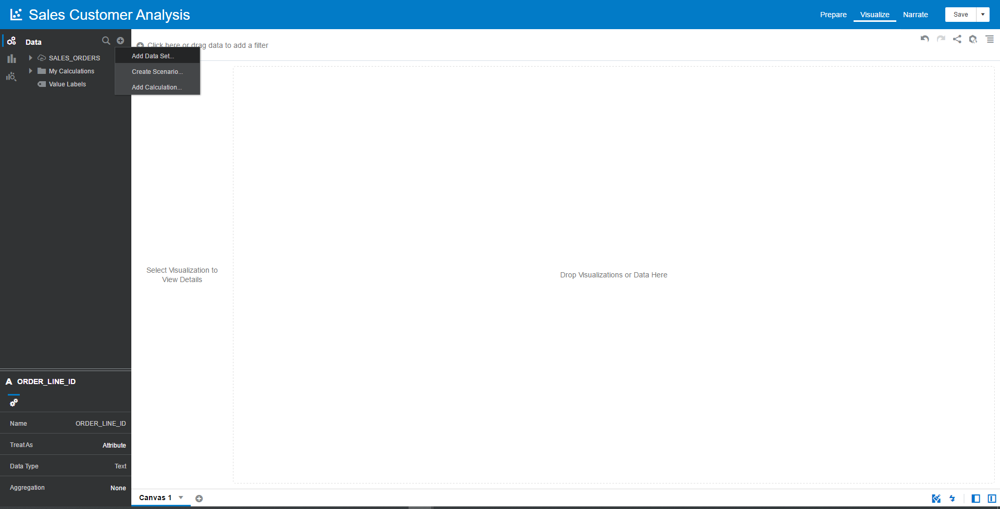 Sales Customer Analysis
Prepare
Visualize
Narrate
Save
Data
Click here or drag data to add a filter
SALES_ORDERS
My Calculations
Value Labels
Add Data Set...
Create Scenario...
Add Calculation...
Select Visualization to
View Details
Drop Visualizations or Data Here
A ORDER_LINE_ID
Name ORDER_LINE_ID
Treat As Attribute
Data Type Text
Aggregation None
Canvas 1